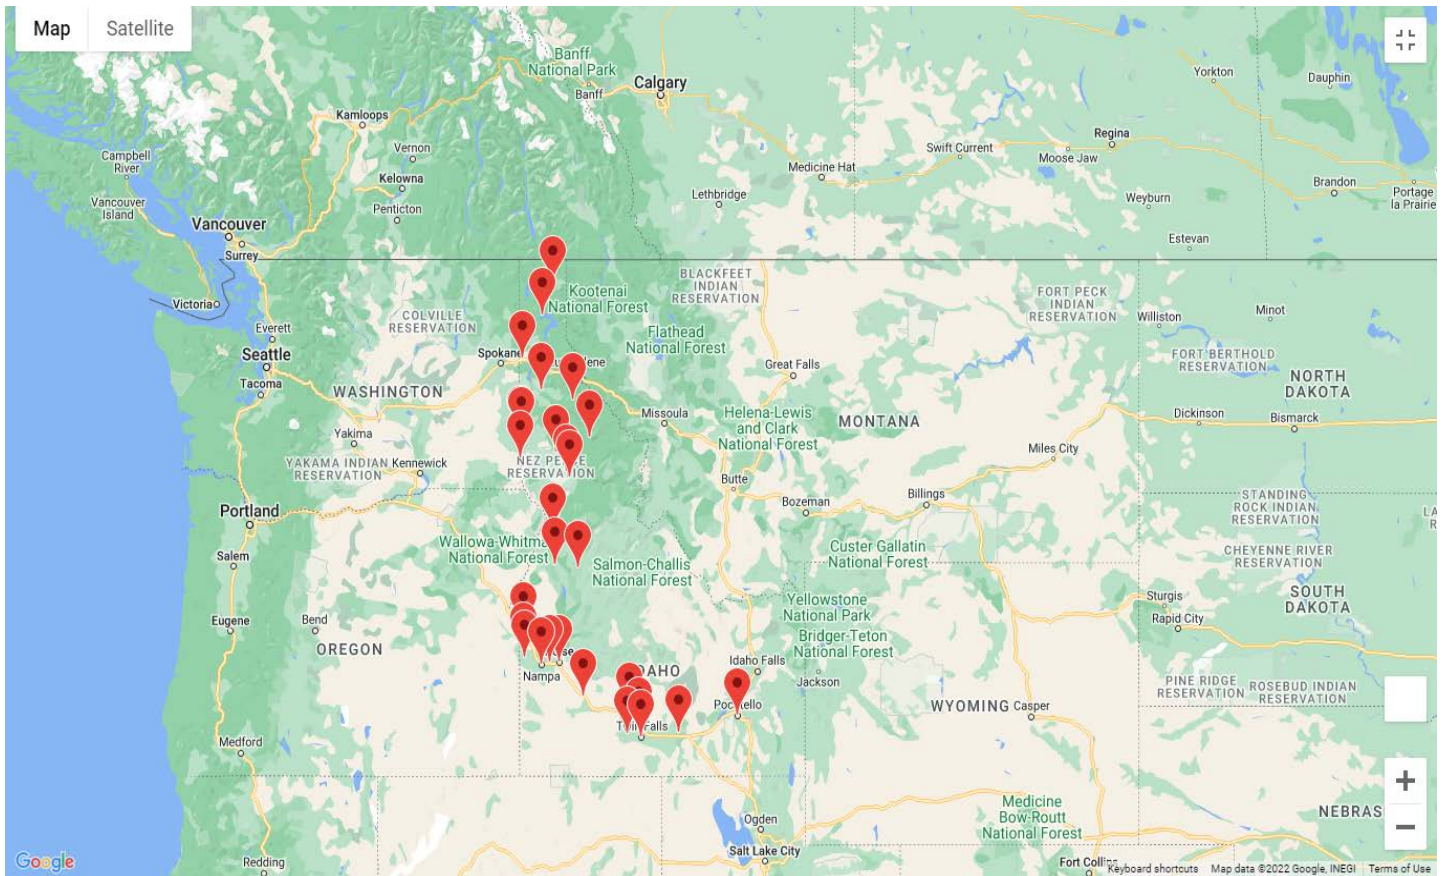 Map
Satellite
Banff
National Park
Banff
Calgary
Yorkton
Dauphin
Kamloops
Vernon
Regina
Swift Current
Moose Jaw
Campbell
River
Kelowna
Medicine Hat
Brandon
Portage
la Prairie
Vancouver
Island
Penticton
Lethbridge
Weyburn
Vancouver
Surrey
Estevan
Victoria
Kootenai
National Forest
BLACKFEET
INDIAN
RESERVATION
FORT PECK
INDIAN
RESERVATION
Williston
Minot
COLVILLE
RESERVATION
Everett
Flathead
National Forest
Seattle
Spokane
Great Falls
FORT BERTHOLD
RESERVATION
Tacoma
WASHINGTON
NORTH
DAKOTA
Missoula
Helena-Lewis
and Clark
National Forest
MONTANA
Dickinson
Bismarck
Yakima
YAKAMA INDIAN
RESERVATION
Kennewick
NEZ
RESERVATION
Miles City
Butte
Bozeman
Billings
STANDING
ROCK INDIAN
RESERVATION
Portland
Salem
Wallowa-Whitma
National Forest
Salmon-Challis
National Forest
Custer Gallatin
National Forest
CHEYENNE RIVER
RESERVATION
Yellowstone
National Park
Sturgis
SOUTH
DAKOTA
Eugene
Bend
OREGON
Bridger-Teton
National Forest
Rapid City
Nampa
Idaho Falls
Jackson
PINE RIDGE
RESERVATION
ROSEBUD INDIAN
RESERVATION
WYOMING
Casper
Medford
Medicine
Bow-Routt
National Forest
NEBRAS
Ogden
Salt Lake City
Redding
Google
Keyboard shortcuts
Map data ©2022 Google, INEGI
Terms of Use